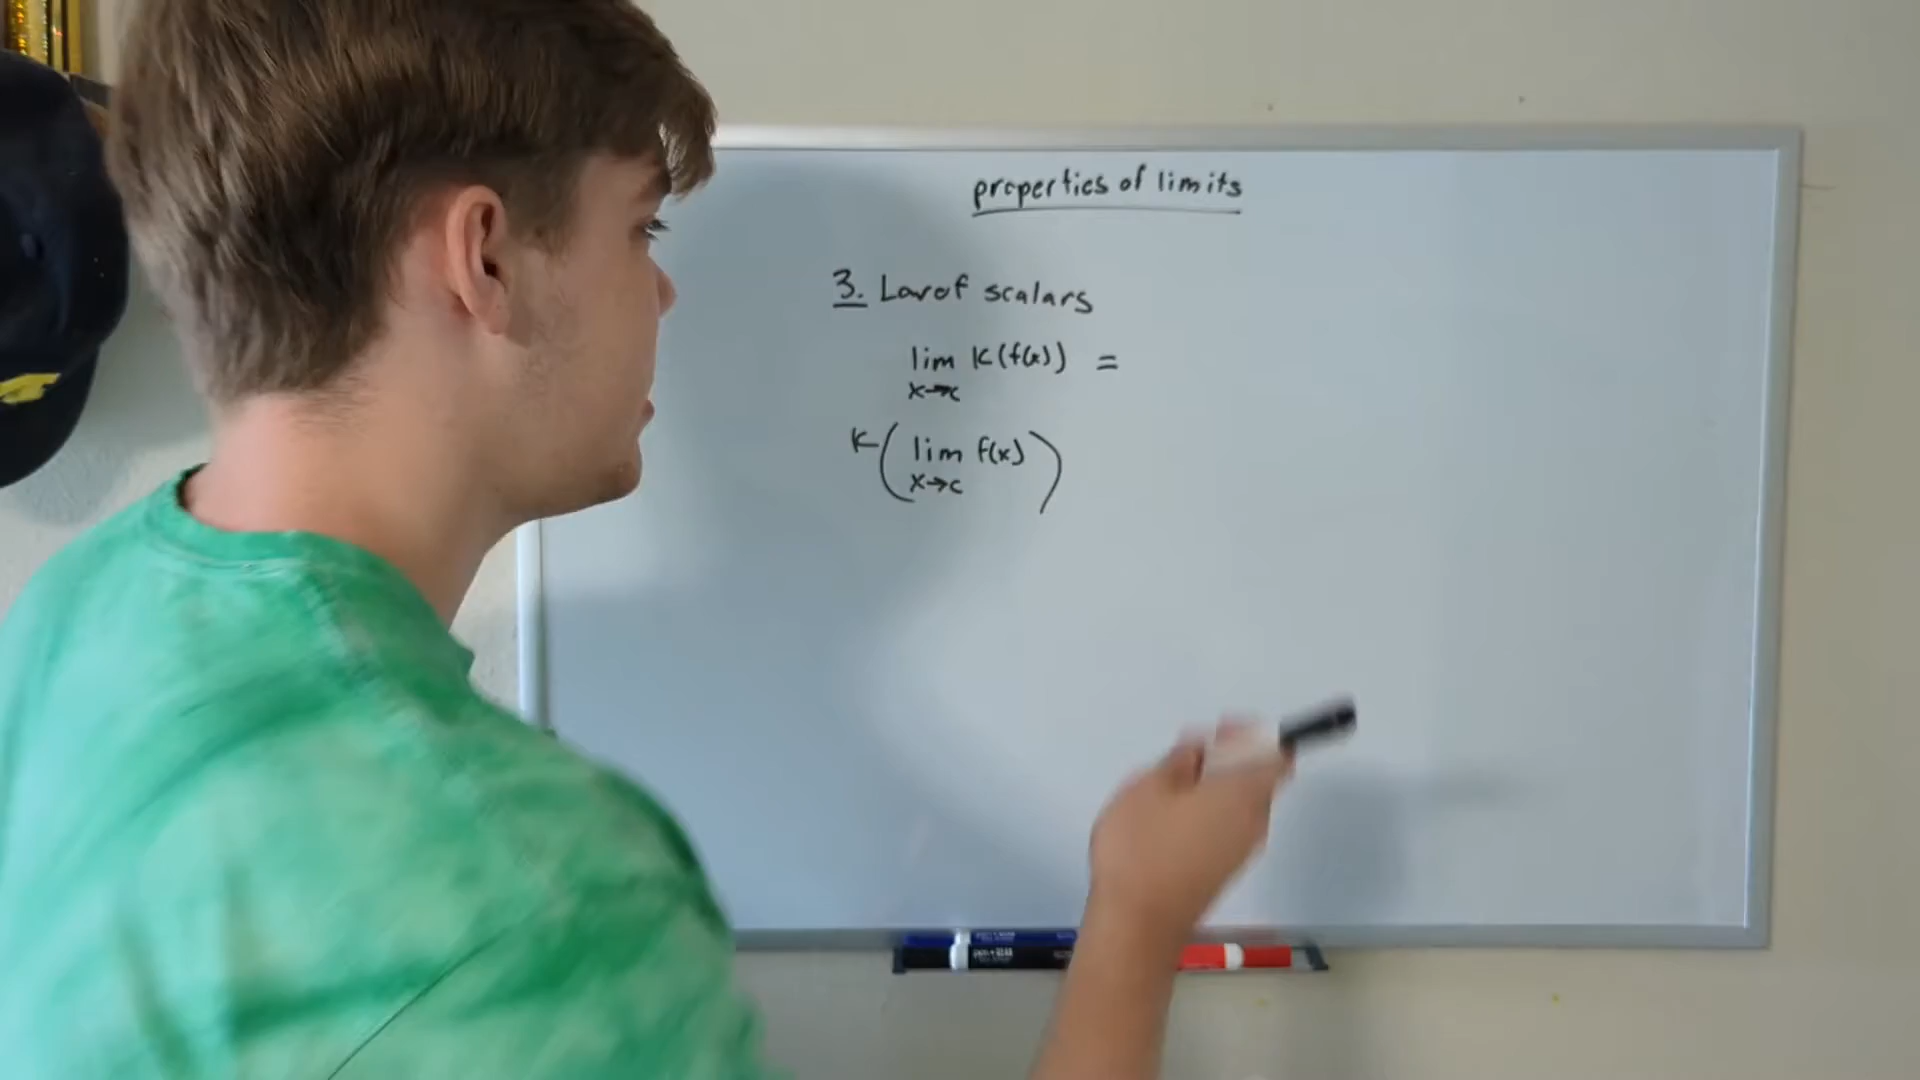 properties of limits
3. Law of scalars
lim K(f(x)) =
x→c
K( lim f(x) )
x→c